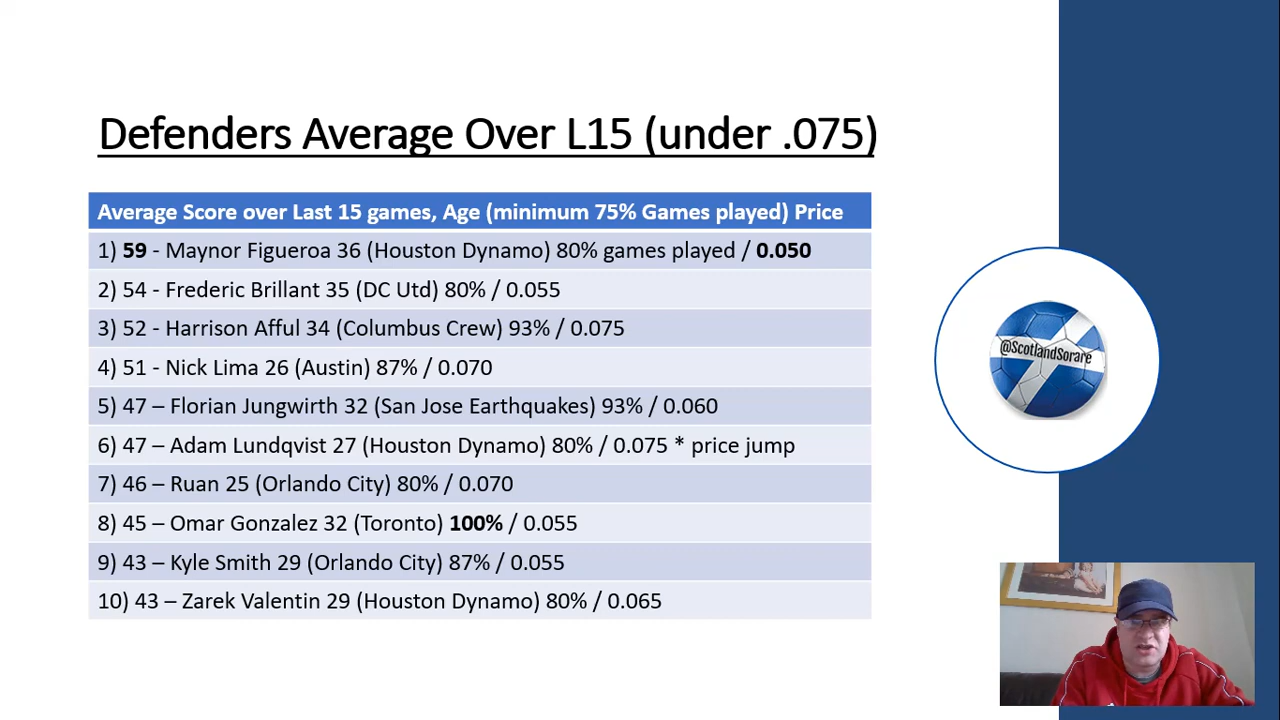 Defenders Average Over L15 (under .075)
Average Score over Last 15 games, Age (minimum 75% Games played) Price
1) 59 - Maynor Figueroa 36 (Houston Dynamo) 80% games played / 0.050
2) 54 - Frederic Brillant 35 (DC Utd) 80% / 0.055
3) 52 - Harrison Afful 34 (Columbus Crew) 93% / 0.075
4) 51 - Nick Lima 26 (Austin) 87% / 0.070
5) 47 – Florian Jungwirth 32 (San Jose Earthquakes) 93% / 0.060
6) 47 – Adam Lundqvist 27 (Houston Dynamo) 80% / 0.075 * price jump
7) 46 – Ruan 25 (Orlando City) 80% / 0.070
8) 45 – Omar Gonzalez 32 (Toronto) 100% / 0.055
9) 43 – Kyle Smith 29 (Orlando City) 87% / 0.055
10) 43 – Zarek Valentin 29 (Houston Dynamo) 80% / 0.065
@ScotlandSorare